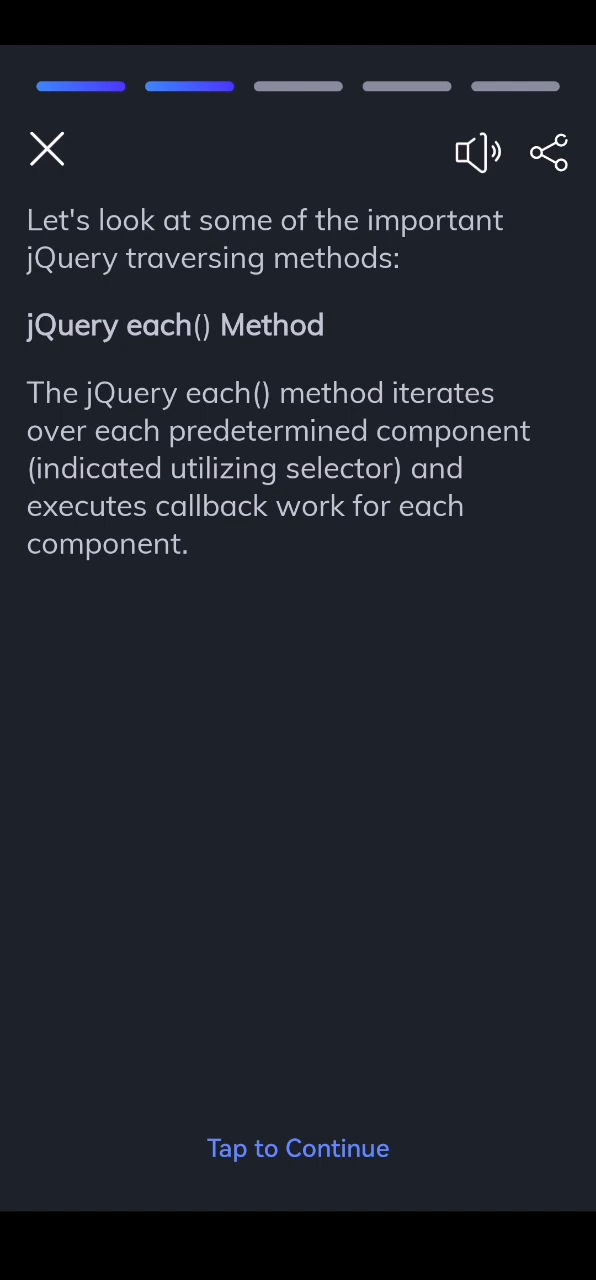 Let's look at some of the important
jQuery traversing methods:
jQuery each() Method
The jQuery each() method iterates
over each predetermined component
(indicated utilizing selector) and
executes callback work for each
component.
Tap to Continue